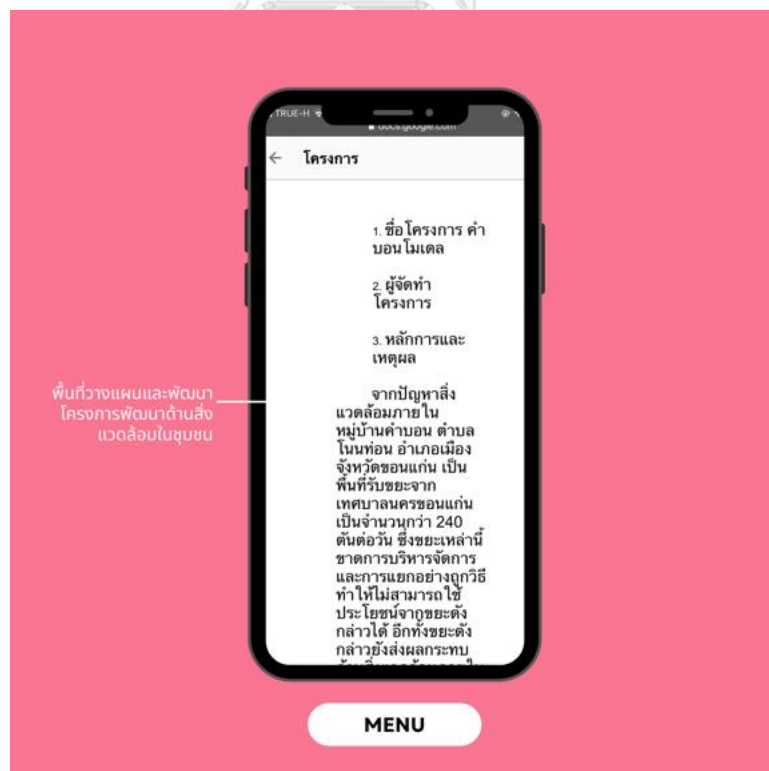 TRUE-H
docs.google.com
โครงการ
1. ชื่อโครงการ คำ
บอนโมเดล
2. ผู้จัดทำ
โครงการ
3. หลักการและ
เหตุผล
พื้นที่วางแผนและพัฒนา
โครงการพัฒนาด้านสิ่ง
แวดล้อมในชุมชน
จากปัญหาสิ่ง
แวดล้อมภายใน
หมู่บ้านคำบอน ตำบล
โนนท่อน อำเภอเมือง
จังหวัดขอนแก่น เป็น
พื้นที่รับขยะจาก
เทศบาลนครขอนแก่น
เป็นจำนวนกว่า 240
ตันต่อวัน ซึ่งขยะเหล่านี้
ขาดการบริหารจัดการ
และการแยกอย่างถูกวิธี
ทำให้ไม่สามารถใช้
ประโยชน์จากขยะดัง
กล่าวได้ อีกทั้งขยะดัง
กล่าวยังส่งผลกระทบ
MENU